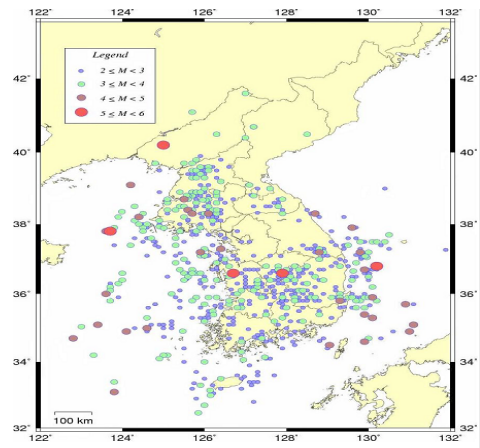 122° 124° 126° 128° 130° 132°
Legend
2 ≤ M < 3
3 ≤ M < 4
4 ≤ M < 5
5 ≤ M < 6
42° 42°
40° 40°
38° 38°
36° 36°
34° 34°
100 km
32° 32°
122° 124° 126° 128° 130° 132°